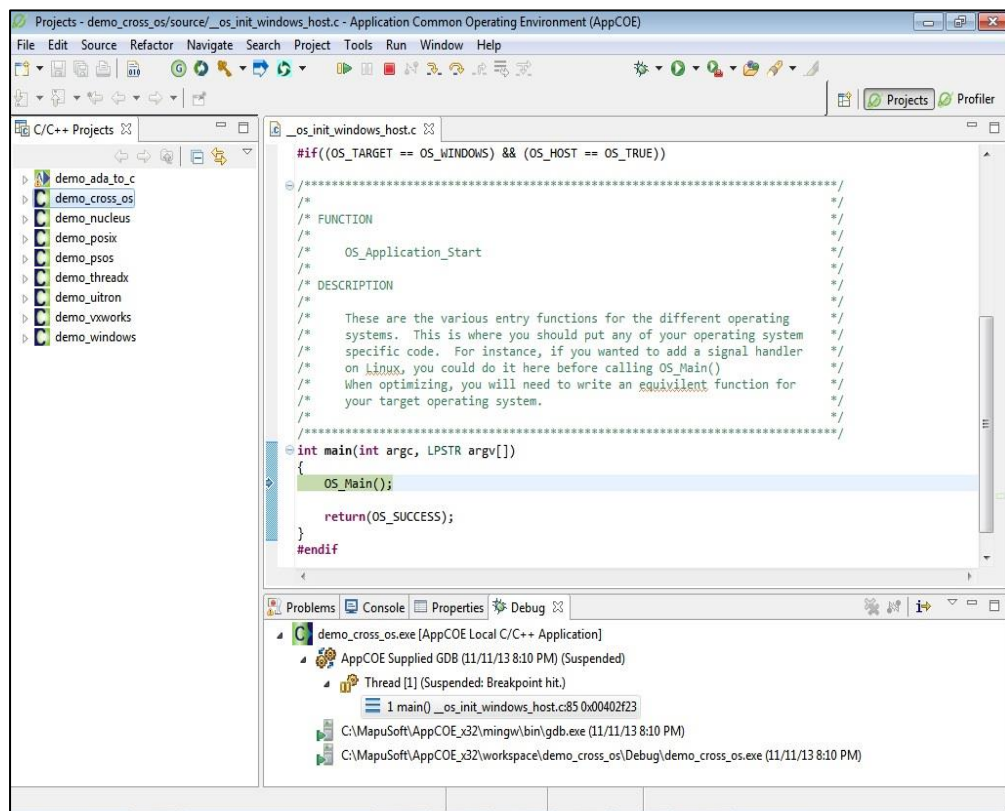 Projects - demo_cross_os/source/__os_init_windows_host.c - Application Common Operating Environment (AppCOE)
File Edit Source Refactor Navigate Search Project Tools Run Window Help
Projects Profiler
C/C++ Projects
demo_ada_to_c
demo_cross_os
demo_nucleus
demo_posix
demo_psos
demo_threadx
demo_uitron
demo_vxworks
demo_windows
__os_init_windows_host.c
#if((OS_TARGET == OS_WINDOWS) && (OS_HOST == OS_TRUE))
/******************************************************************************/
/* */
/* FUNCTION */
/* */
/* OS_Application_Start */
/* */
/* DESCRIPTION */
/* */
/* These are the various entry functions for the different operating */
/* systems. This is where you should put any of your operating system */
/* specific code. For instance, if you wanted to add a signal handler */
/* on Linux, you could do it here before calling OS_Main() */
/* When optimizing, you will need to write an equivilent function for */
/* your target operating system. */
/* */
/******************************************************************************/
int main(int argc, LPSTR argv[])
{
OS_Main();
return(OS_SUCCESS);
}
#endif
Problems Console Properties Debug
demo_cross_os.exe [AppCOE Local C/C++ Application]
AppCOE Supplied GDB (11/11/13 8:10 PM) (Suspended)
Thread [1] (Suspended: Breakpoint hit.)
1 main() __os_init_windows_host.c:85 0x00402f23
C:\MapuSoft\AppCOE_x32\mingw\bin\gdb.exe (11/11/13 8:10 PM)
C:\MapuSoft\AppCOE_x32\workspace\demo_cross_os\Debug\demo_cross_os.exe (11/11/13 8:10 PM)